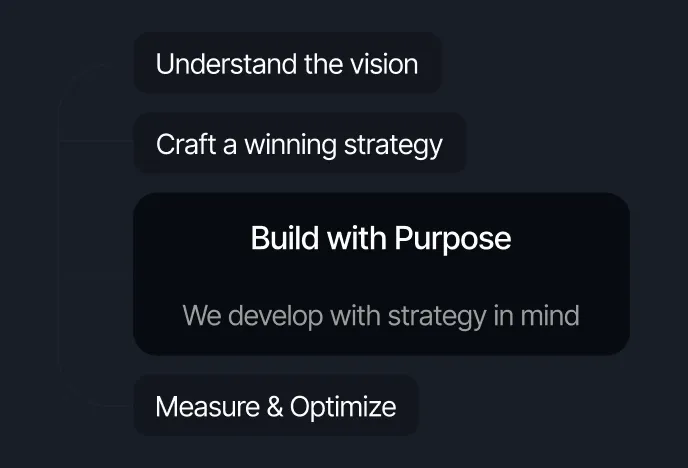 Understand the vision
Craft a winning strategy
Build with Purpose
We develop with strategy in mind
Measure & Optimize